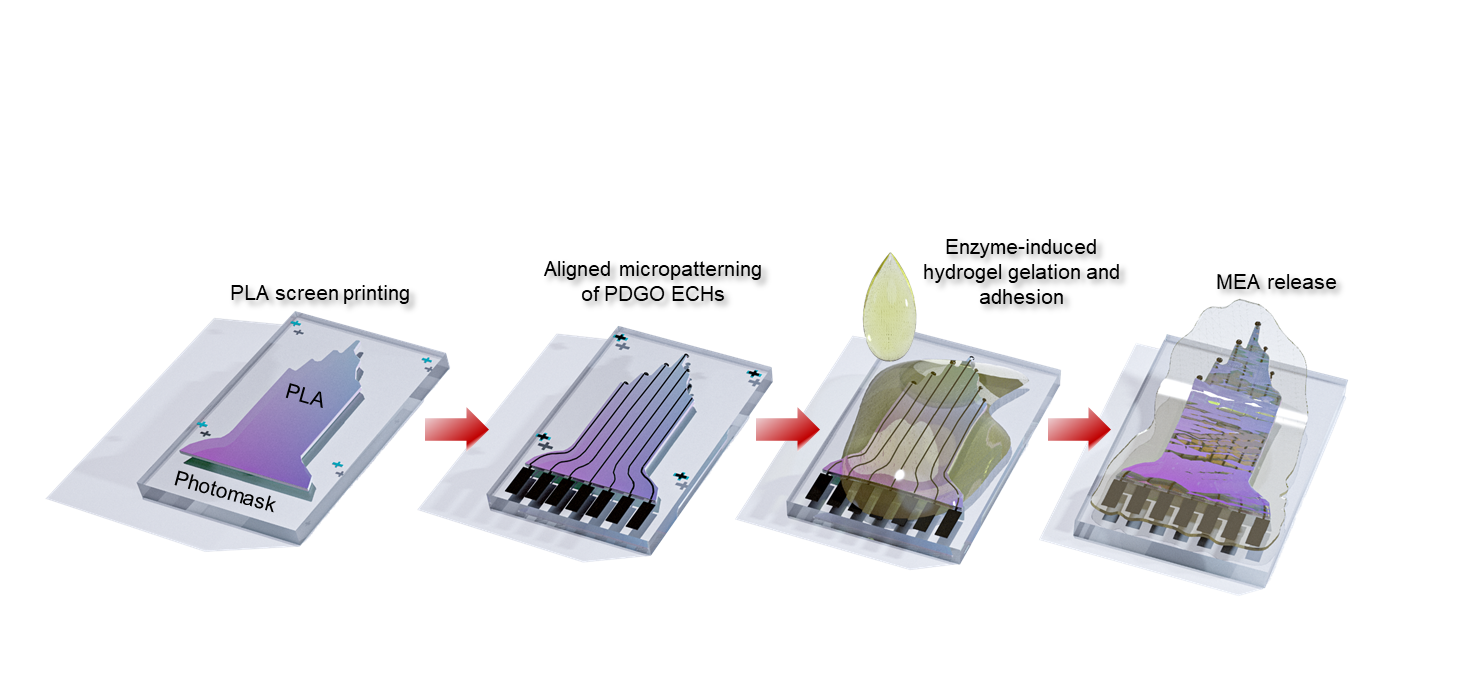 PLA screen printing
PLA
Photomask
Aligned micropatterning
of PDGO ECHs
Enzyme-induced
hydrogel gelation and
adhesion
MEA release